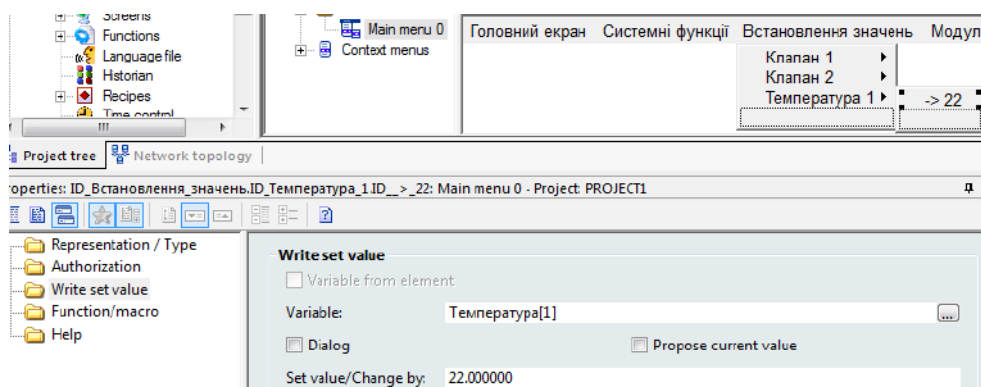 Screens
Functions
Language file
Historian
Recipes
Time control
Main menu 0
Context menus
Головний екран Системні функції Встановлення значень Модул
Клапан 1
Клапан 2
Температура 1
-> 22
Project tree Network topology
roperties: ID_Встановлення_значень.ID_Температура_1.ID__>_22: Main menu 0 - Project: PROJECT1
Representation / Type
Authorization
Write set value
Function/macro
Help
Write set value
Variable from element
Variable: Температура[1] ...
Dialog Propose current value
Set value/Change by: 22.000000